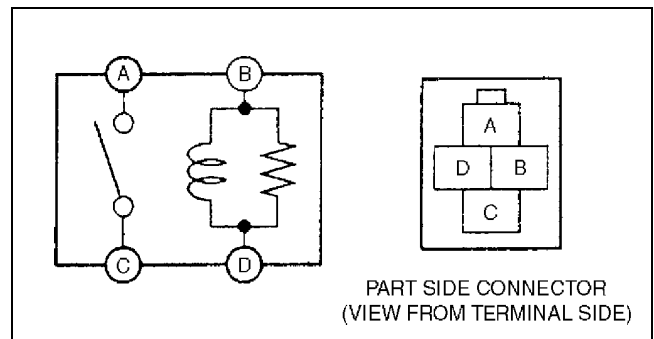 A B
C D
A
D B
C
PART SIDE CONNECTOR
(VIEW FROM TERMINAL SIDE)